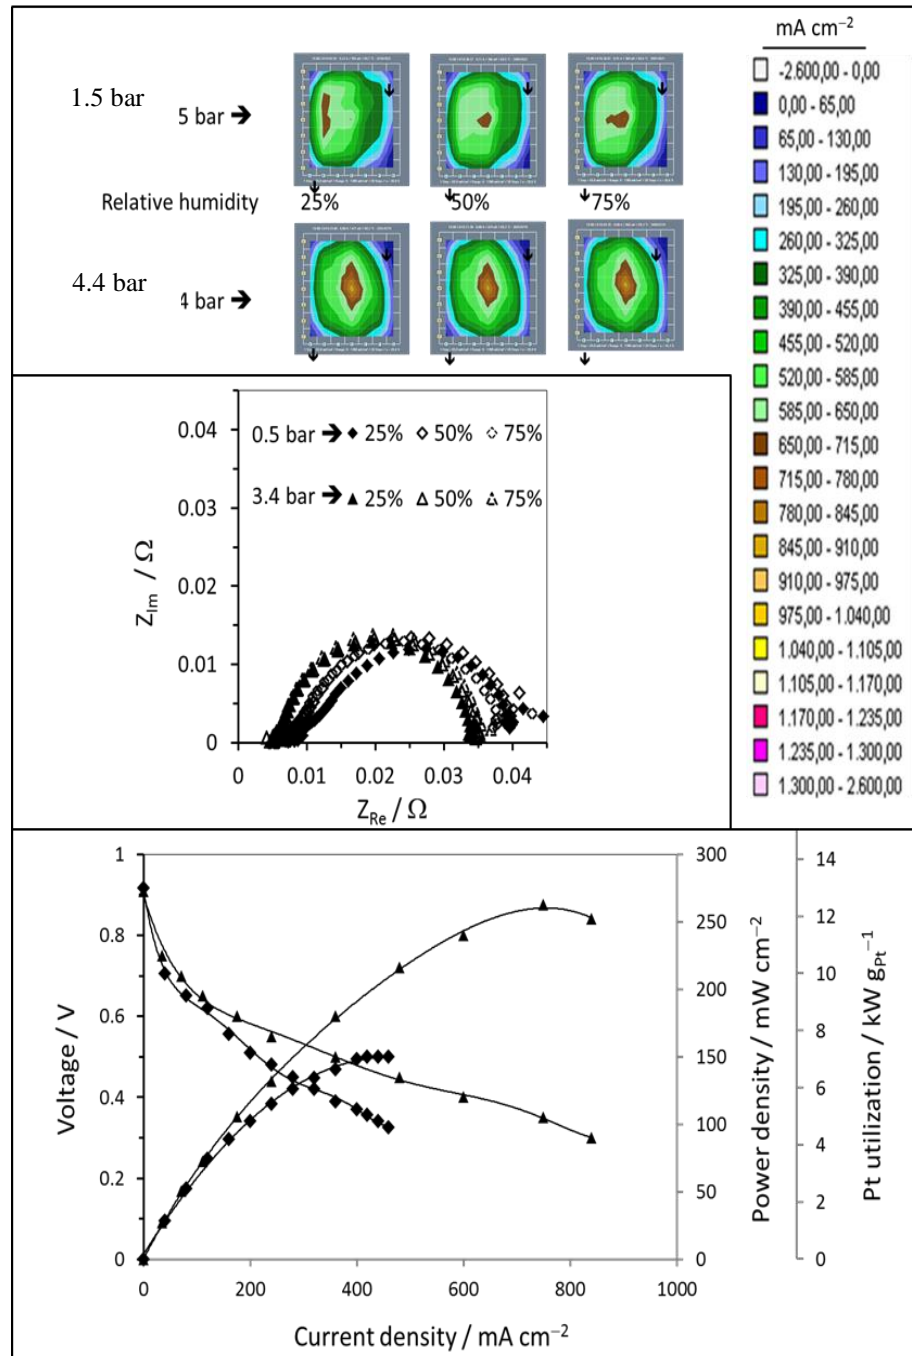 mA cm−2
-2.600,00 - 0,00
0,00 - 65,00
65,00 - 130,00
130,00 - 195,00
195,00 - 260,00
260,00 - 325,00
325,00 - 390,00
390,00 - 455,00
455,00 - 520,00
520,00 - 585,00
585,00 - 650,00
650,00 - 715,00
715,00 - 780,00
780,00 - 845,00
845,00 - 910,00
910,00 - 975,00
975,00 - 1.040,00
1.040,00 - 1.105,00
1.105,00 - 1.170,00
1.170,00 - 1.235,00
1.235,00 - 1.300,00
1.300,00 - 2.600,00
1.5 bar
5 bar →
Relative humidity 25% 50% 75%
4.4 bar
4 bar →
0.5 bar → 25% 50% 75%
3.4 bar → 25% 50% 75%
0.04
0.03
0.02
0.01
0
ZIm / Ω
0 0.01 0.02 0.03 0.04
ZRe / Ω
1
0.8
0.6
0.4
0.2
0
Voltage / V
300
250
200
150
100
50
0
Power density / mW cm−2
14
12
10
8
6
4
2
0
Pt utilization / kW gPt−1
0 200 400 600 800 1000
Current density / mA cm−2